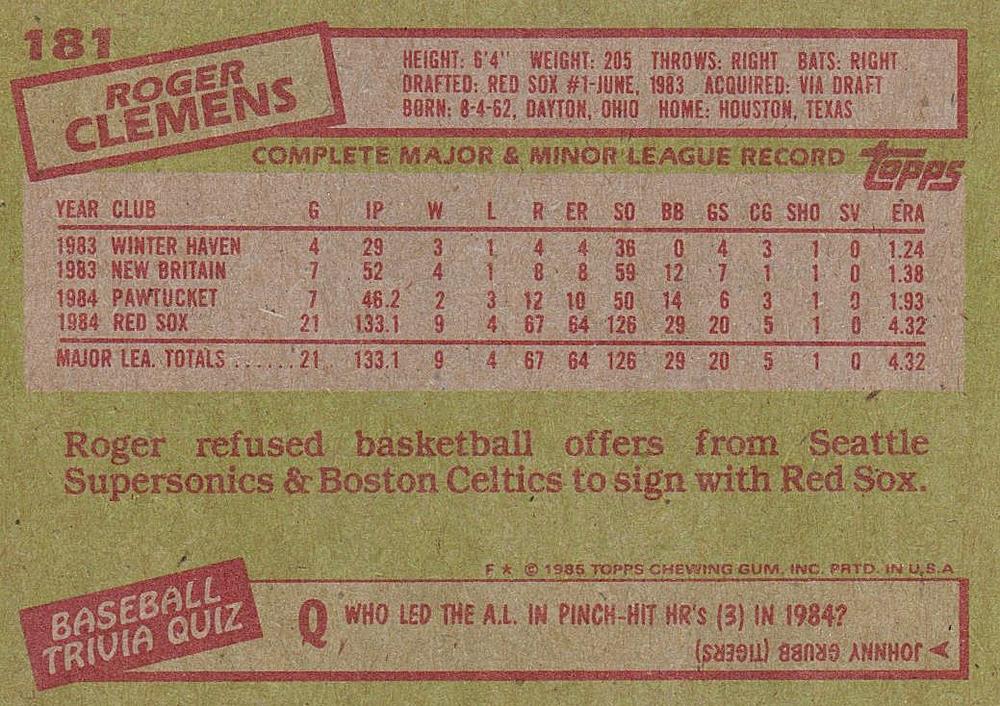 181
ROGER
CLEMENS
HEIGHT: 6'4" WEIGHT: 205 THROWS: RIGHT BATS: RIGHT
DRAFTED: RED SOX #1-JUNE, 1983 ACQUIRED: VIA DRAFT
BORN: 8-4-62, DAYTON, OHIO HOME: HOUSTON, TEXAS
COMPLETE MAJOR & MINOR LEAGUE RECORD
topps
YEAR CLUB G IP W L R ER SO BB GS CG SHO SV ERA
1983 WINTER HAVEN 4 29 3 1 4 4 36 0 4 3 1 0 1.24
1983 NEW BRITAIN 7 52 4 1 8 8 59 12 7 1 1 0 1.38
1984 PAWTUCKET 7 46.2 2 3 12 10 50 14 6 3 1 0 1.93
1984 RED SOX 21 133.1 9 4 67 64 126 29 20 5 1 0 4.32
MAJOR LEA. TOTALS ......21 133.1 9 4 67 64 126 29 20 5 1 0 4.32
Roger refused basketball offers from Seattle
Supersonics & Boston Celtics to sign with Red Sox.
F ★ © 1985 TOPPS CHEWING GUM, INC. PRTD. IN U.S.A
BASEBALL
TRIVIA QUIZ
Q WHO LED THE A.L. IN PINCH-HIT HR's (3) IN 1984?
JOHNNY GRUBB (TIGERS)